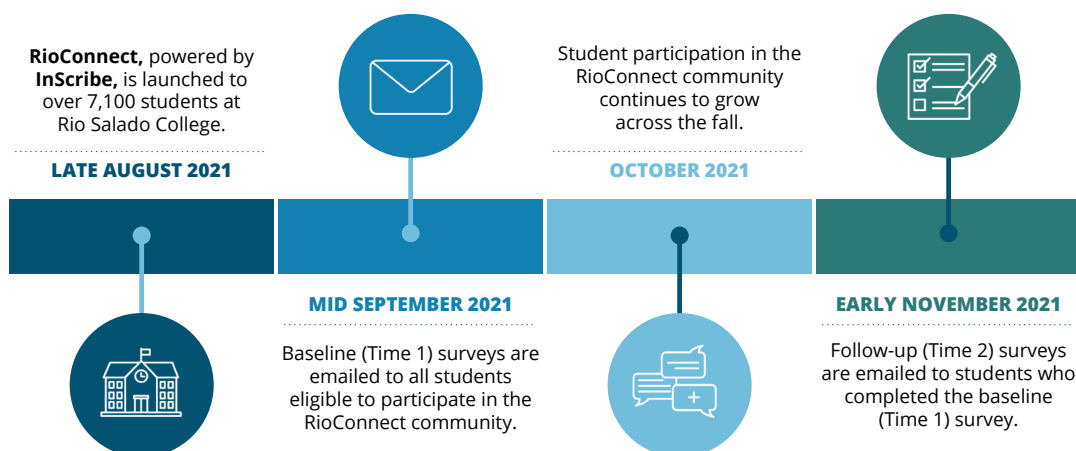 RioConnect, powered by
InScribe, is launched to
over 7,100 students at
Rio Salado College.
LATE AUGUST 2021
MID SEPTEMBER 2021
Baseline (Time 1) surveys are
emailed to all students
eligible to participate in the
RioConnect community.
Student participation in the
RioConnect community
continues to grow
across the fall.
OCTOBER 2021
EARLY NOVEMBER 2021
Follow-up (Time 2) surveys
are emailed to students who
completed the baseline
(Time 1) survey.